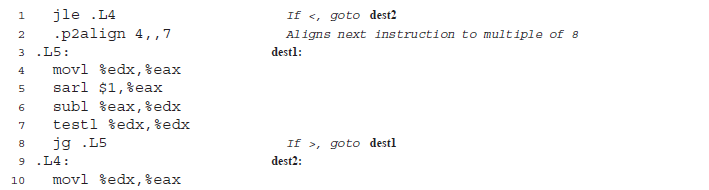 1 jle .L4 If <, goto dest2
2 .p2align 4,,7 Aligns next instruction to multiple of 8
3 .L5: dest1:
4 movl %edx,%eax
5 sarl $1,%eax
6 subl %eax,%edx
7 testl %edx,%edx
8 jg .L5 If >, goto dest1
9 .L4: dest2:
10 movl %edx,%eax